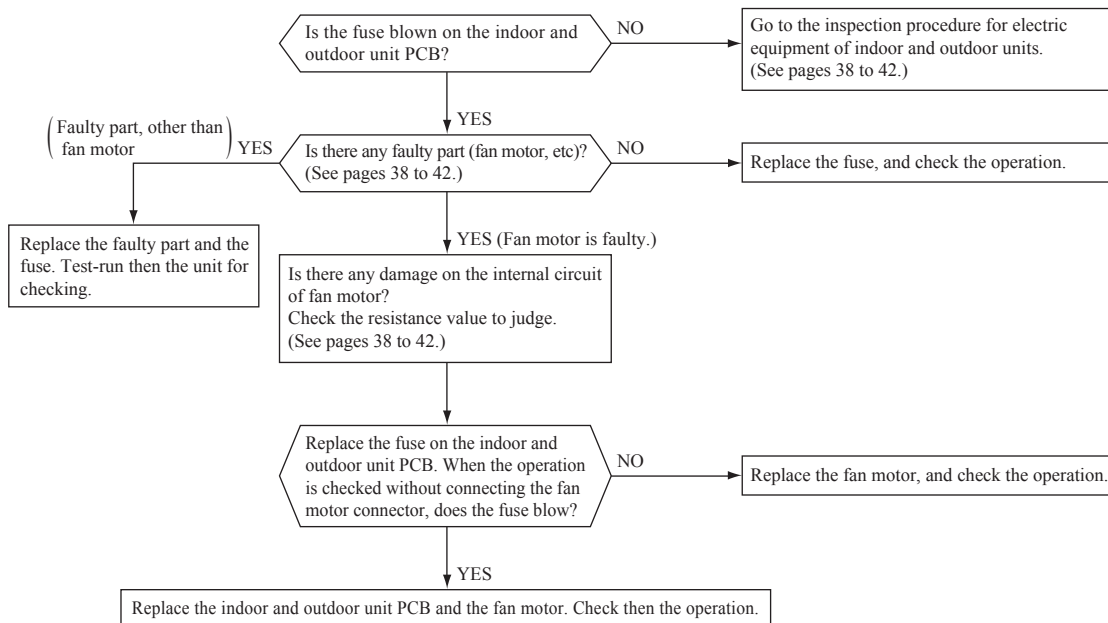 Is the fuse blown on the indoor and
outdoor unit PCB?
NO
Go to the inspection procedure for electric
equipment of indoor and outdoor units.
(See pages 38 to 42.)
YES
(Faulty part, other than
fan motor)
YES
Is there any faulty part (fan motor, etc)?
(See pages 38 to 42.)
NO
Replace the fuse, and check the operation.
Replace the faulty part and the
fuse. Test-run then the unit for
checking.
YES (Fan motor is faulty.)
Is there any damage on the internal circuit
of fan motor?
Check the resistance value to judge.
(See pages 38 to 42.)
Replace the fuse on the indoor and
outdoor unit PCB. When the operation
is checked without connecting the fan
motor connector, does the fuse blow?
NO
Replace the fan motor, and check the operation.
YES
Replace the indoor and outdoor unit PCB and the fan motor. Check then the operation.